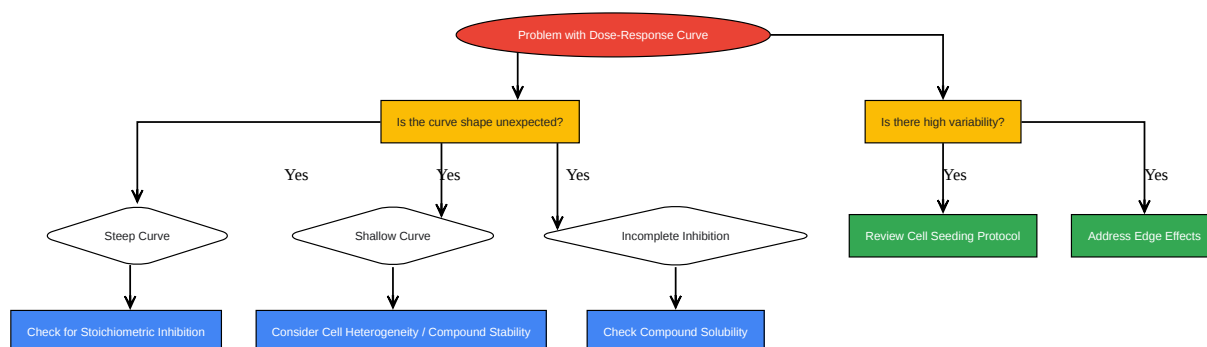 Problem with Dose-Response Curve
Is the curve shape unexpected?
Is there high variability?
Yes
Yes
Yes
Yes
Yes
Steep Curve
Shallow Curve
Incomplete Inhibition
Review Cell Seeding Protocol
Address Edge Effects
Check for Stoichiometric Inhibition
Consider Cell Heterogeneity / Compound Stability
Check Compound Solubility